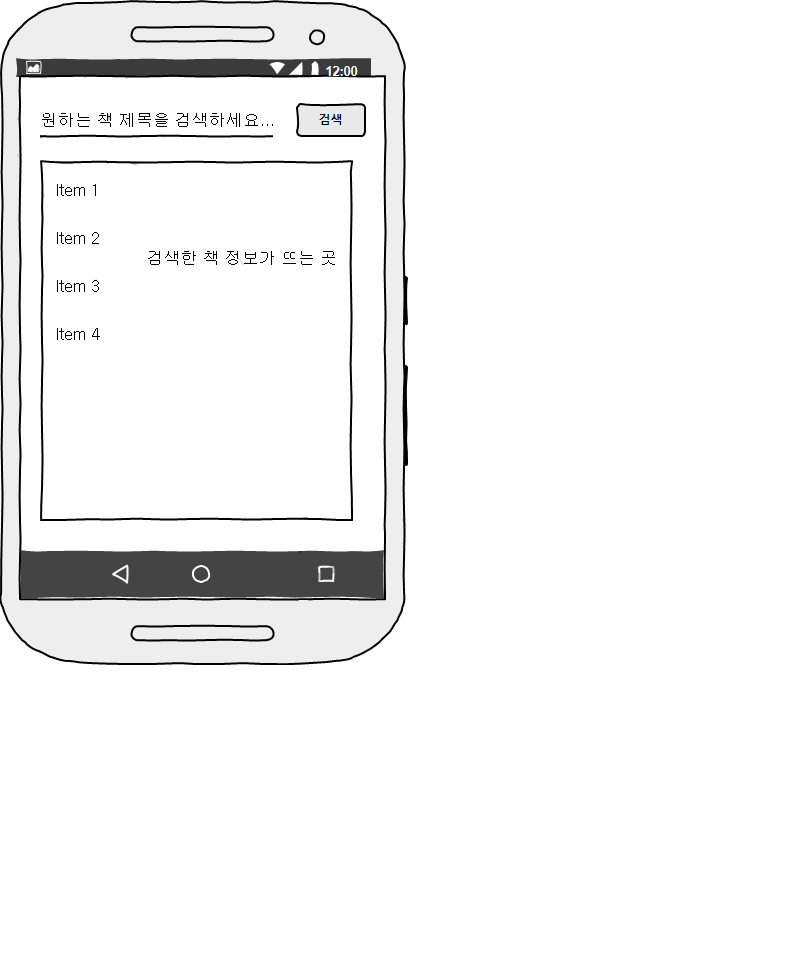 12:00
원하는 책 제목을 검색하세요...
검색
Item 1
Item 2
검색한 책 정보가 뜨는 곳
Item 3
Item 4